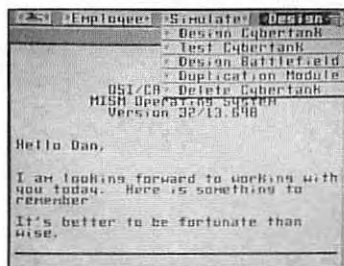 Employee Simulate Design
Design Cybertank
Test Cybertank
Design Battlefield
Duplication Module
Delete Cybertank
OSI/CA
MISM Operating System
Version 32/13.69B
Hello Dan,
I am looking forward to working with
you today. Here is something to
remember
It's better to be fortunate than
wise.